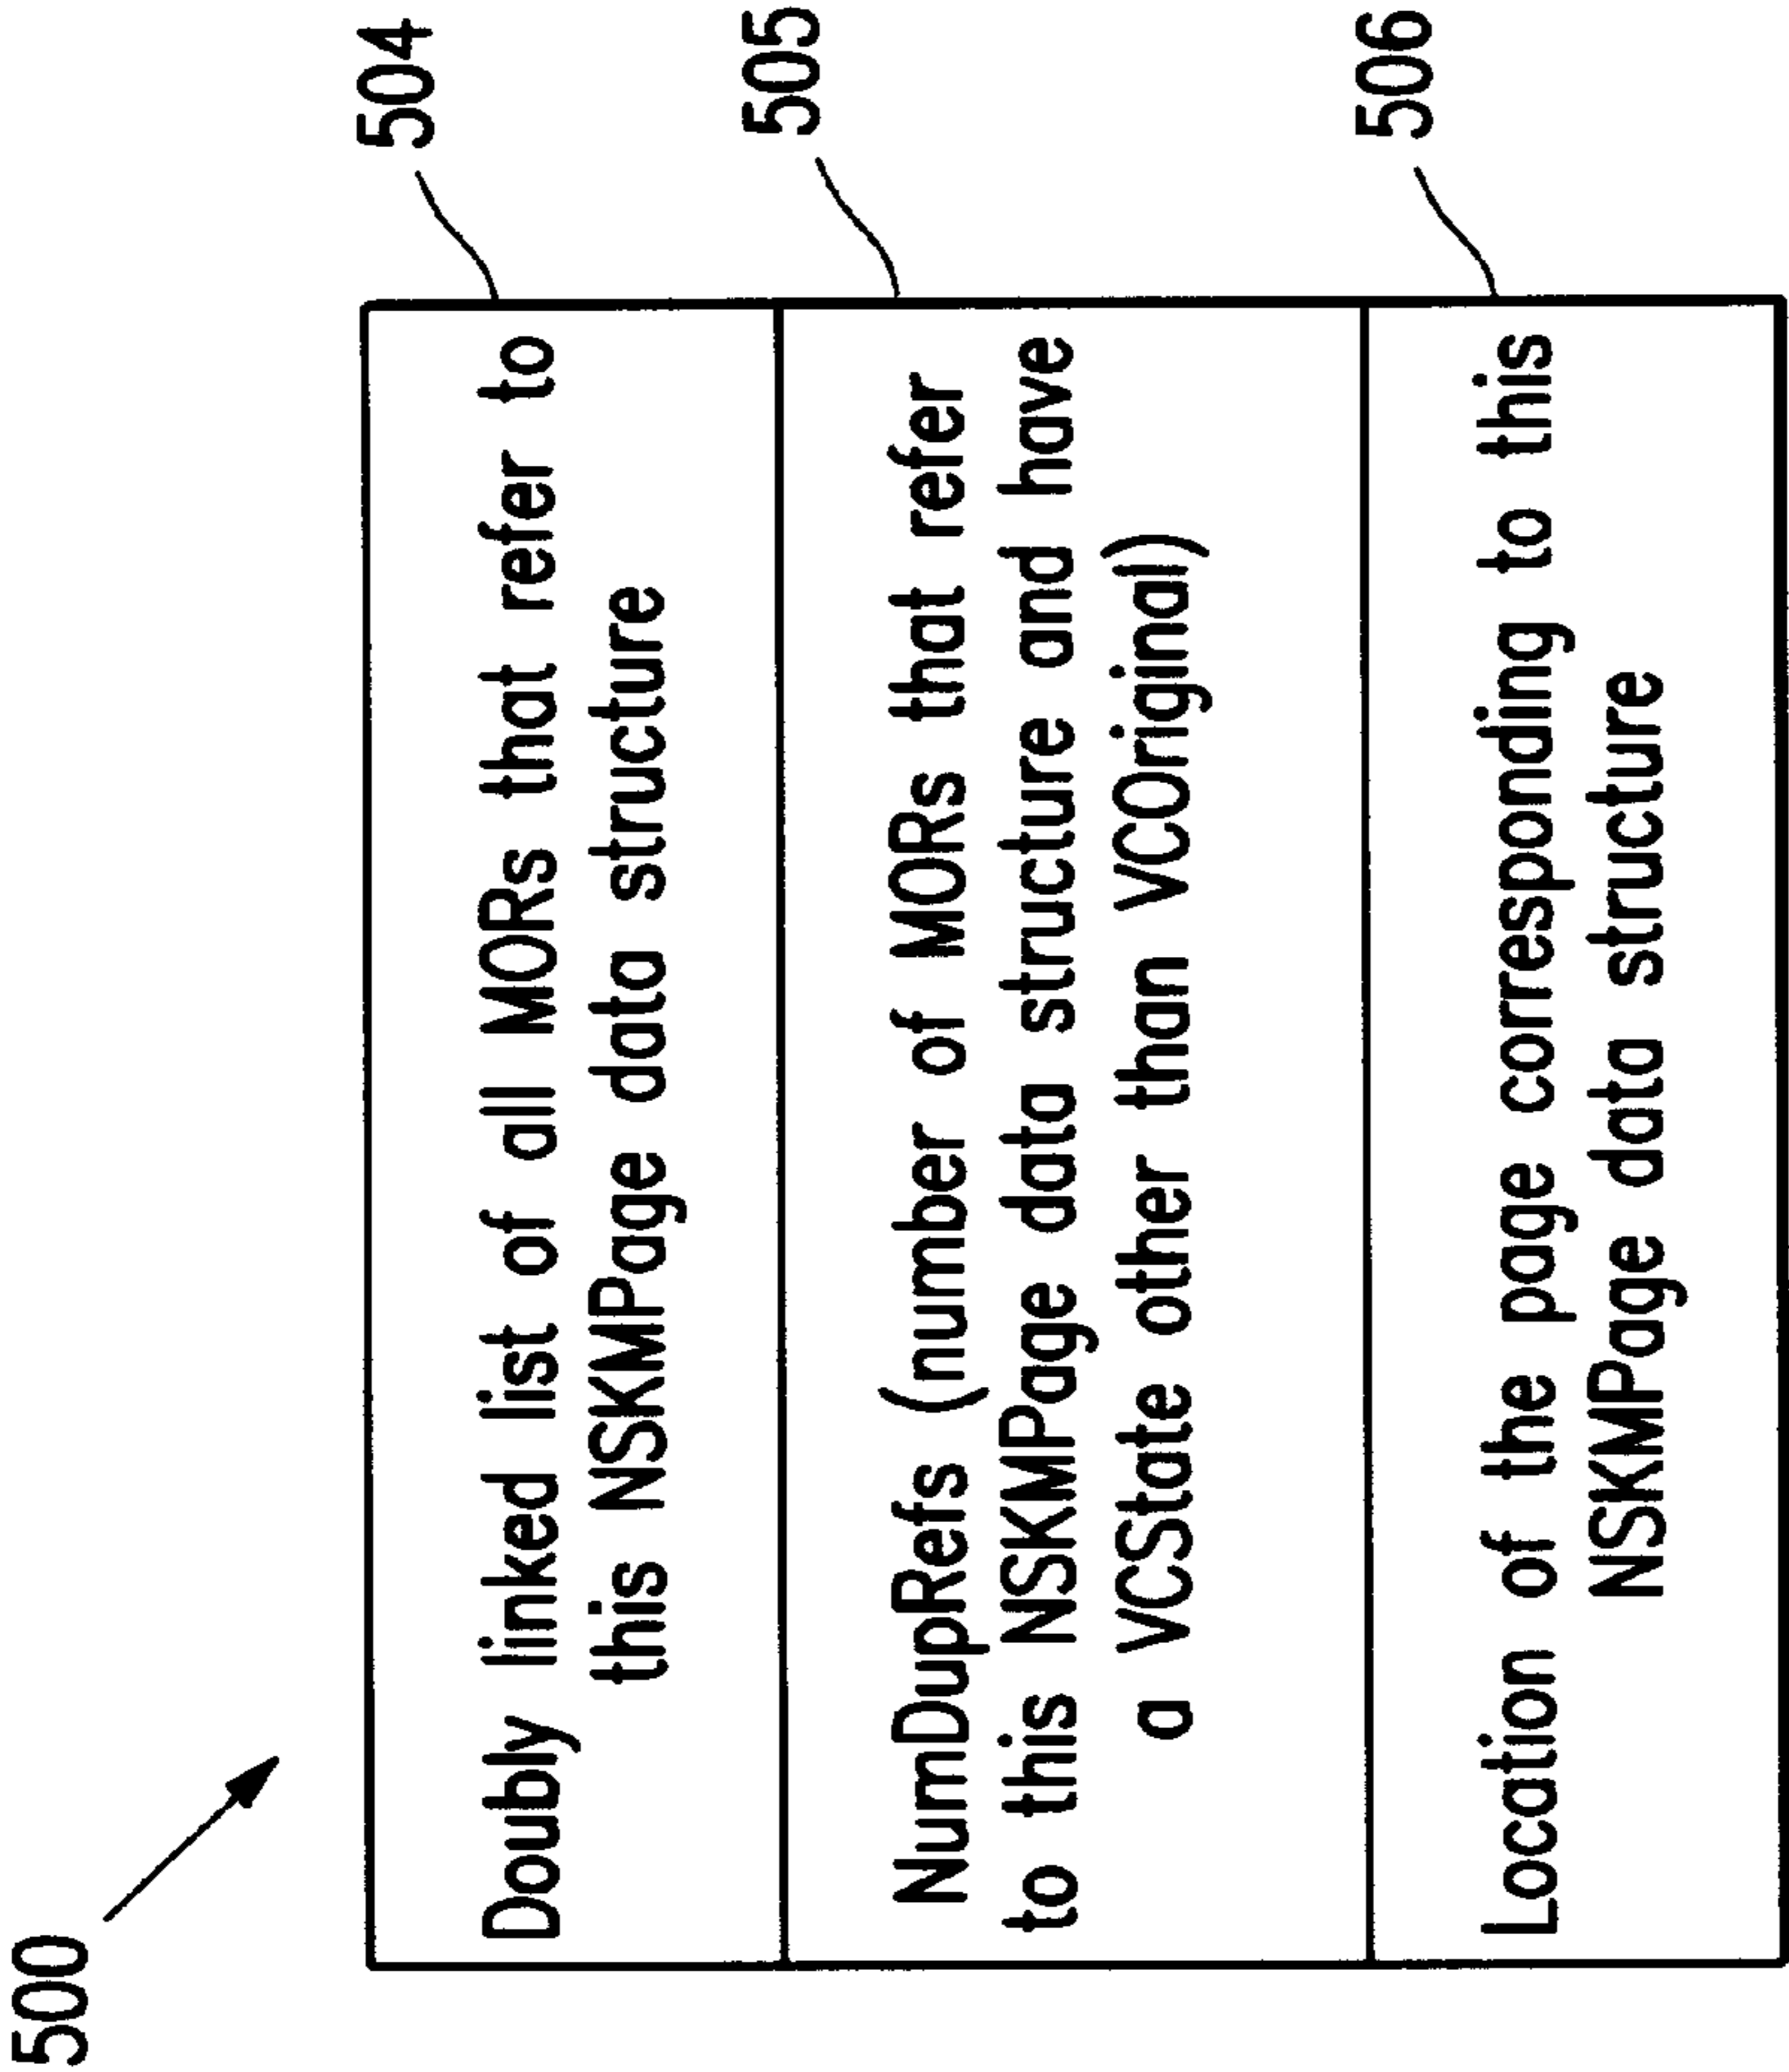 500
Doubly linked list of all MORs that refer to
this NSKMPage data structure
504
NumDupRefs (number of MORs that refer
to this NSKMPage data structure and have
a VCState other than VCOriginal)
505
Location of the page corresponding to this
NSKMPage data structure
506